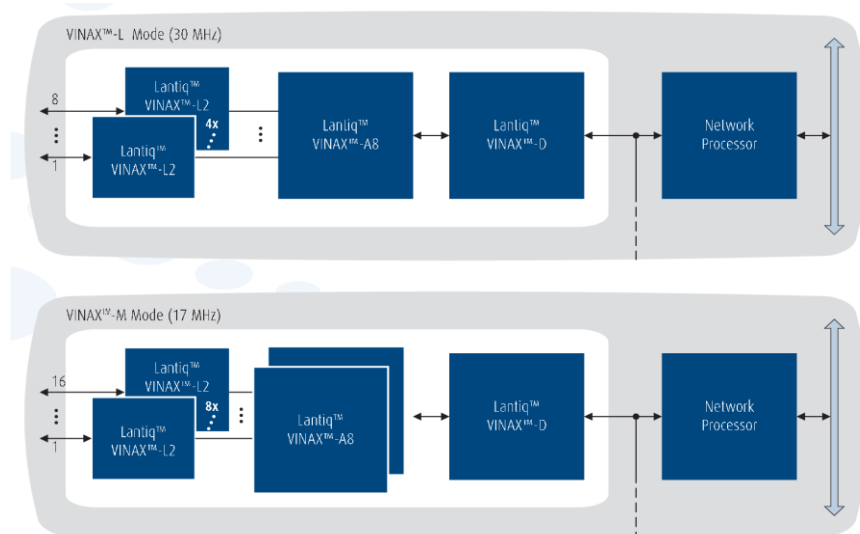 VINAX™-L Mode (30 MHz)
8
1
Lantiq™
VINAX™-L2
4x
Lantiq™
VINAX™-L2
Lantiq™
VINAX™-A8
Lantiq™
VINAX™-D
Network
Processor
VINAX™-M Mode (17 MHz)
16
1
Lantiq™
VINAX™-L2
8x
Lantiq™
VINAX™-L2
Lantiq™
VINAX™-A8
Lantiq™
VINAX™-D
Network
Processor